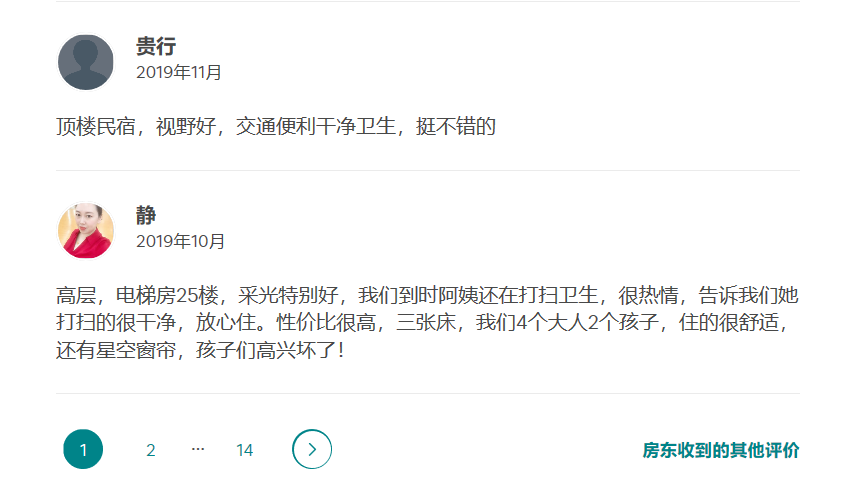 贵行
2019年11月
顶楼民宿，视野好，交通便利干净卫生，挺不错的
静
2019年10月
高层，电梯房25楼，采光特别好，我们到时阿姨还在打扫卫生，很热情，告诉我们她
打扫的很干净，放心住。性价比很高，三张床，我们4个大人2个孩子，住的很舒适，
还有星空窗帘，孩子们高兴坏了！
1 2 ··· 14 房东收到的其他评价